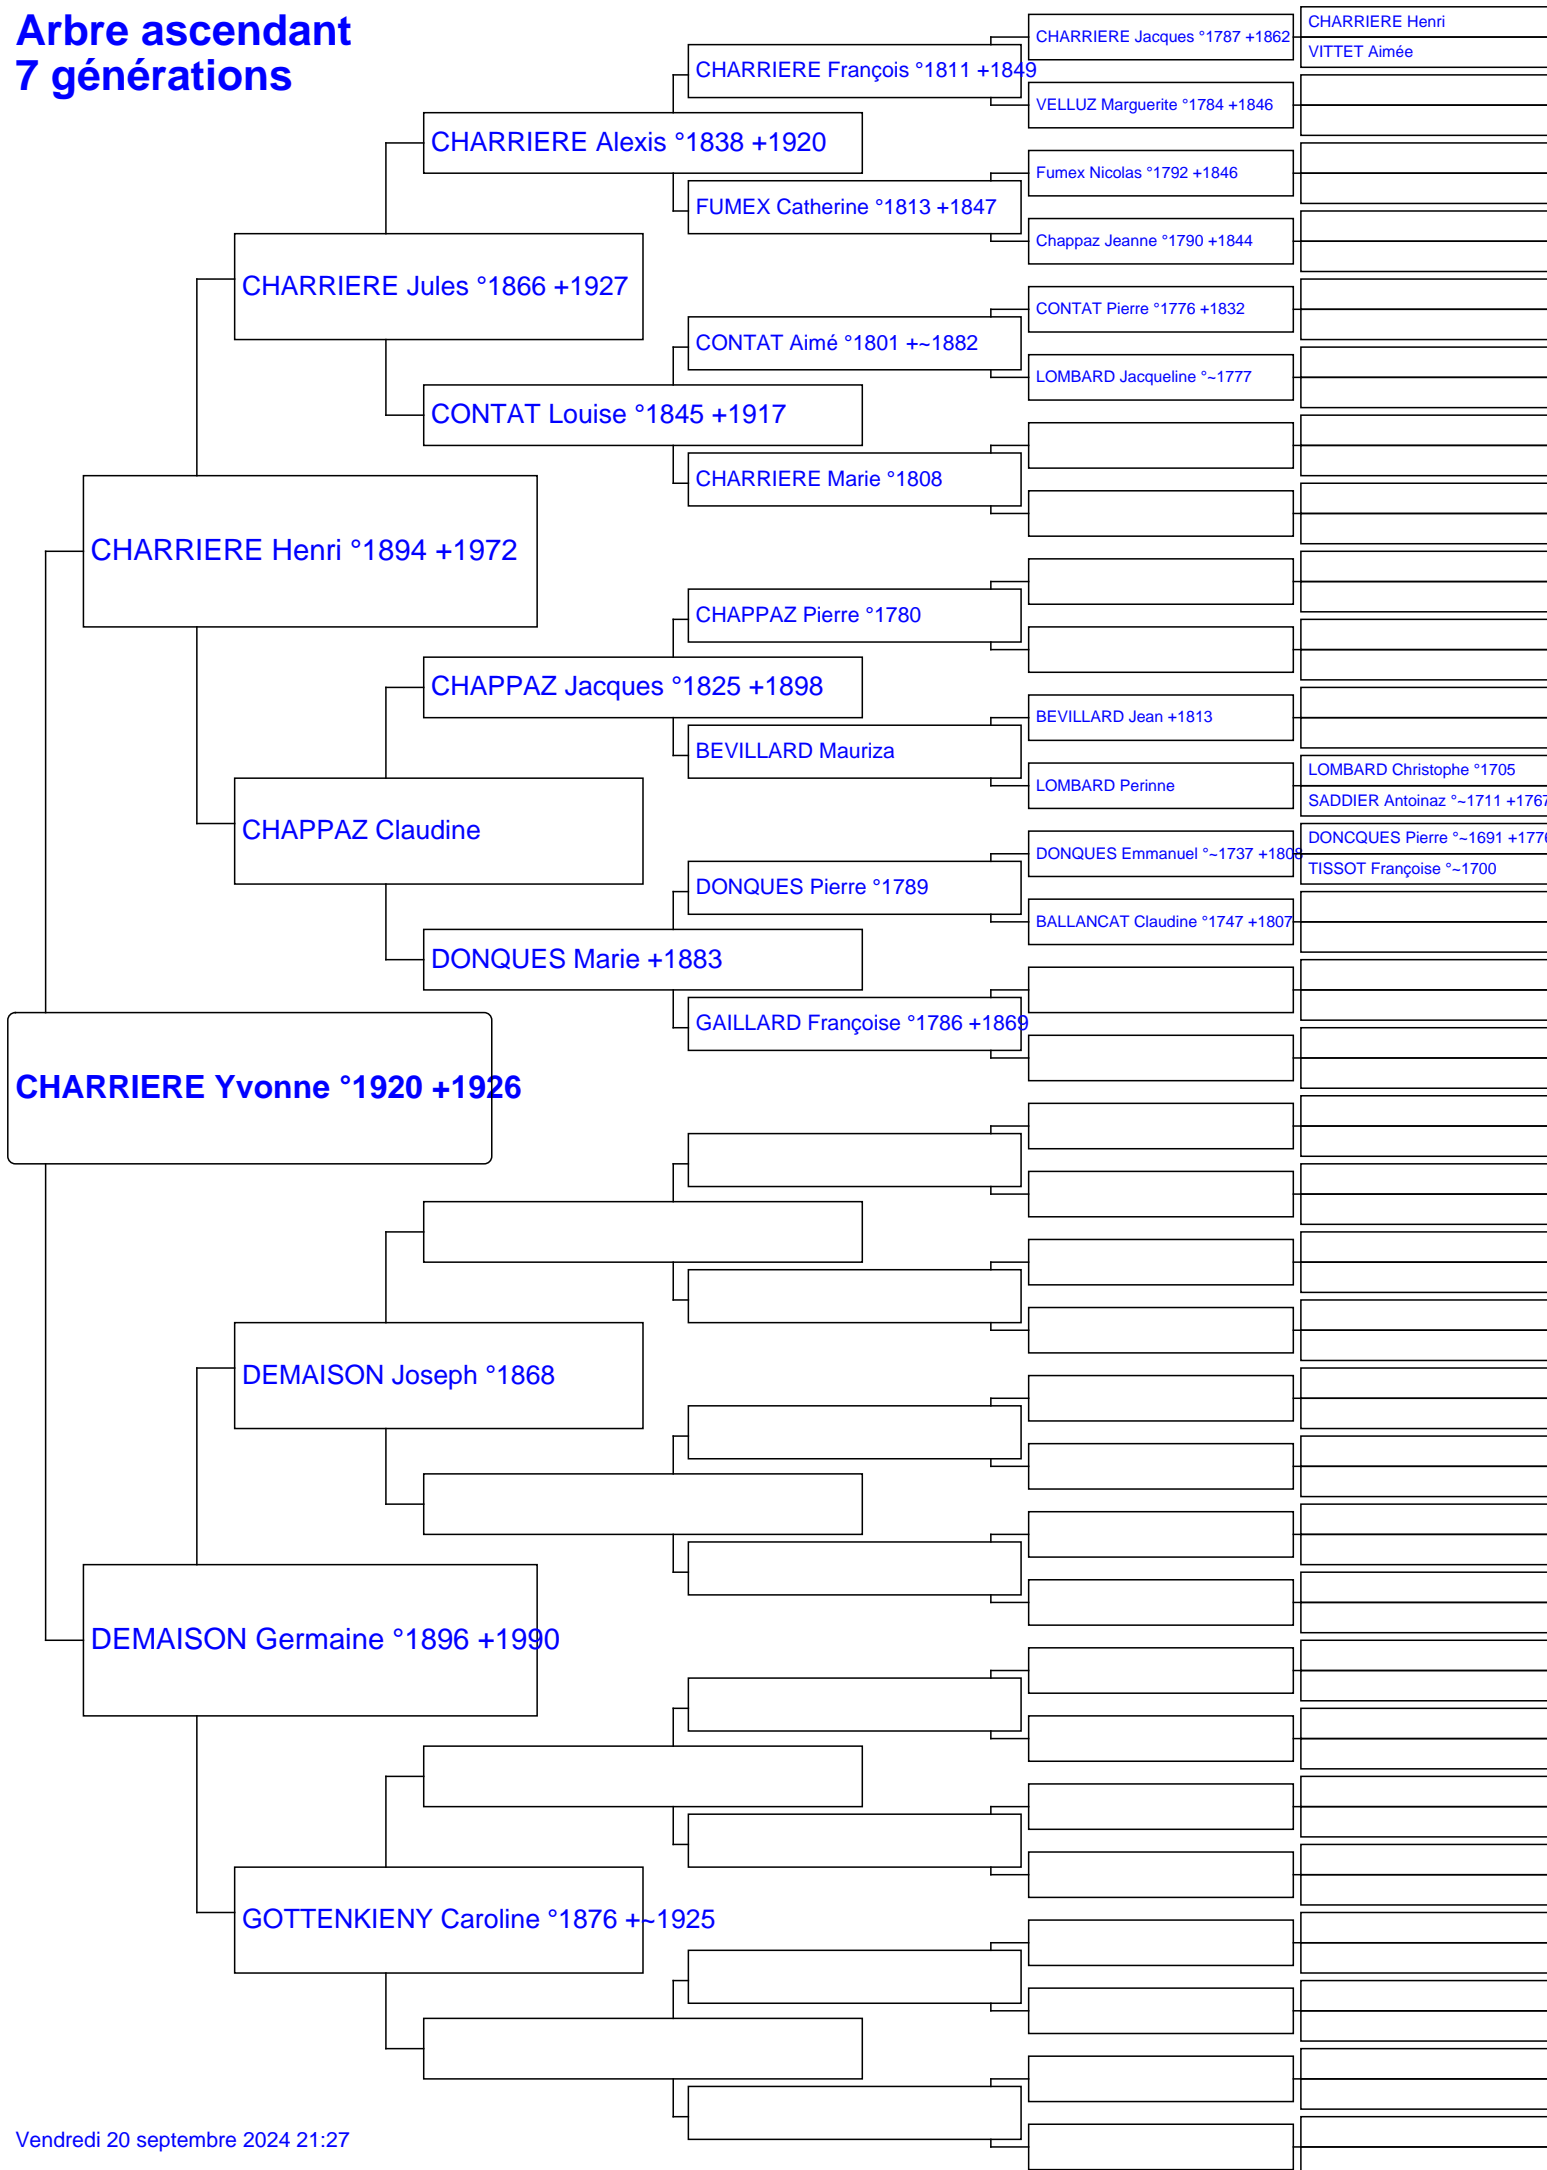 Arbre ascendant
7 générations
CHARRIERE Jacques °1787 +1862
CHARRIERE Henri
VITTET Aimée
CHARRIERE François °1811 +1849
VELLUZ Marguerite °1784 +1846
CHARRIERE Alexis °1838 +1920
Fumex Nicolas °1792 +1846
FUMEX Catherine °1813 +1847
Chappaz Jeanne °1790 +1844
CHARRIERE Jules °1866 +1927
CONTAT Pierre °1776 +1832
CONTAT Aimé °1801 +~1882
LOMBARD Jacqueline °~1777
CONTAT Louise °1845 +1917
CHARRIERE Marie °1808
CHARRIERE Henri °1894 +1972
CHAPPAZ Pierre °1780
CHAPPAZ Jacques °1825 +1898
BEVILLARD Jean +1813
BEVILLARD Mauriza
LOMBARD Perinne
LOMBARD Christophe °1705
SADDIER Antoinaz °~1711 +1767
CHAPPAZ Claudine
DONQUES Emmanuel °~1737 +1808
DONCQUES Pierre °~1691 +1776
TISSOT Françoise °~1700
DONQUES Pierre °1789
BALLANCAT Claudine °1747 +1807
DONQUES Marie +1883
GAILLARD Françoise °1786 +1869
CHARRIERE Yvonne °1920 +1926
DEMAISON Joseph °1868
DEMAISON Germaine °1896 +1990
GOTTENKIENY Caroline °1876 +~1925
Vendredi 20 septembre 2024 21:27